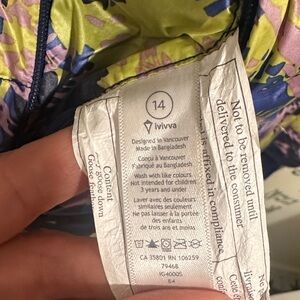 14
ivivva
Designed in Vancouver
Made in Bangladesh
Conçu à Vancouver
Fabriqué au Bangladesh
Wash with like colours
Not intended for children
3 years and under
Laver avec des couleurs
similaires seulement
Ne pas laisser à la portée
des enfants
de trois ans et moins
CA 35801 RN 106259
79468
Not to be removed until
delivered to the consumer
is affixed in compliance
Content
Goose down